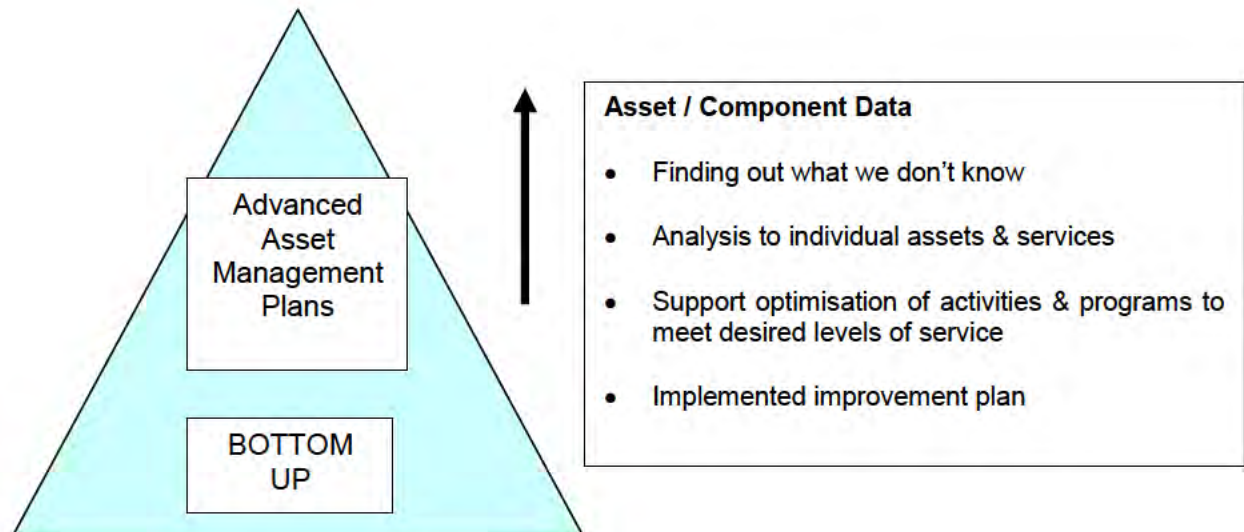 Advanced
Asset
Management
Plans
BOTTOM
UP
Asset / Component Data
• Finding out what we don't know
• Analysis to individual assets & services
• Support optimisation of activities & programs to
meet desired levels of service
• Implemented improvement plan